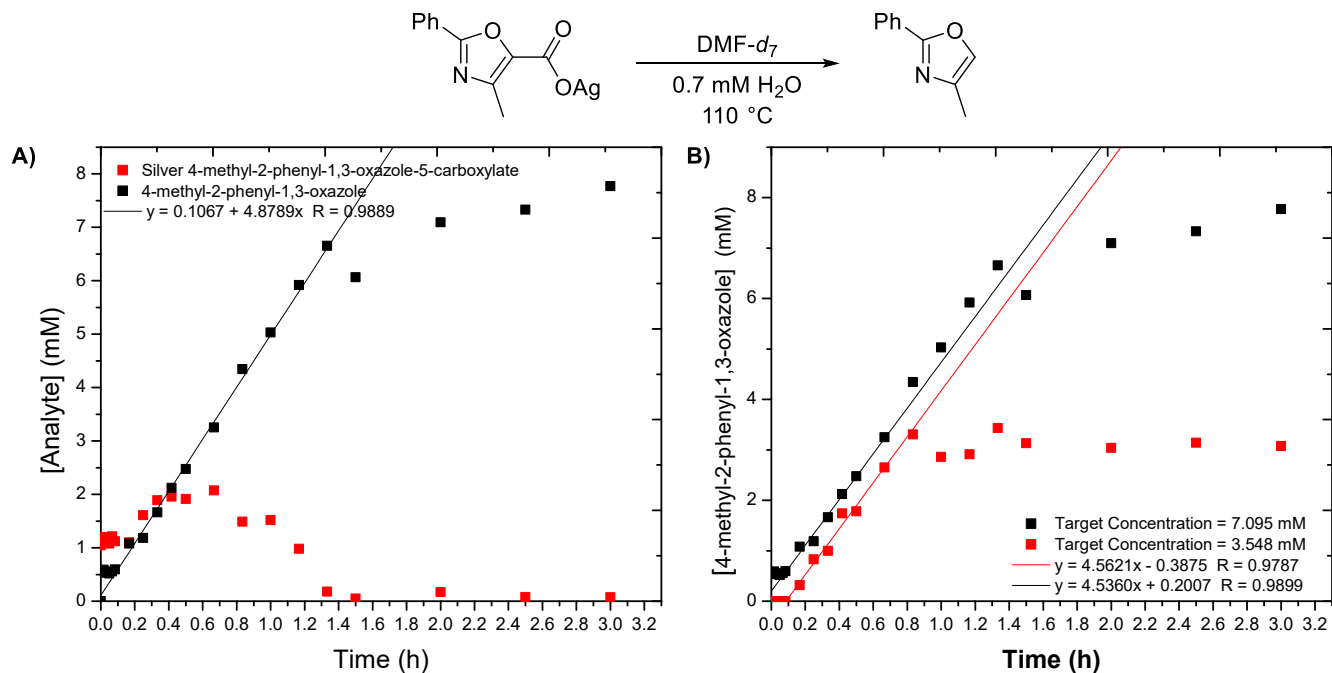 Ph
O
O
N
OAg
DMF-d7
0.7 mM H2O
110 °C
Ph
O
N
A)
Silver 4-methyl-2-phenyl-1,3-oxazole-5-carboxylate
4-methyl-2-phenyl-1,3-oxazole
y = 0.1067 + 4.8789x R = 0.9889
[Analyte] (mM)
8
7
6
5
4
3
2
1
0
0.0 0.2 0.4 0.6 0.8 1.0 1.2 1.4 1.6 1.8 2.0 2.2 2.4 2.6 2.8 3.0 3.2
Time (h)
B)
[4-methyl-2-phenyl-1,3-oxazole] (mM)
8
6
4
2
0
Target Concentration = 7.095 mM
Target Concentration = 3.548 mM
y = 4.5621x - 0.3875 R = 0.9787
y = 4.5360x + 0.2007 R = 0.9899
0.0 0.2 0.4 0.6 0.8 1.0 1.2 1.4 1.6 1.8 2.0 2.2 2.4 2.6 2.8 3.0 3.2
Time (h)